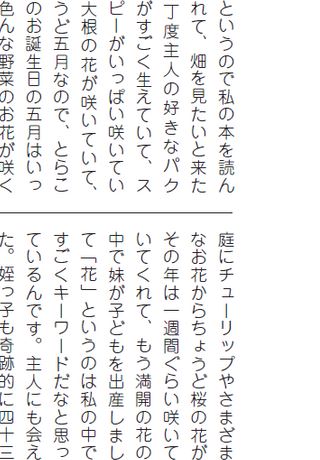 というので私の本を読ん
れて、畑を見たいと来た
丁度主人の好きなパク
がすごく生えていて、ス
ピーがいっぱい咲いてい
大根の花が咲いていて、
うど五月なので、とらこ
のお誕生日の五月はいっ
色んな野菜のお花が咲く
庭にチューリップやさまざま
なお花からちょうど桜の花が
その年は一週間ぐらい咲いて
いてくれて、もう満開の花の
中で妹が子どもを出産しまし
て「花」というのは私の中で
すごくキーワードだなと思っ
ているんです。主人にも会え
た。姪っ子も奇跡的に四十三